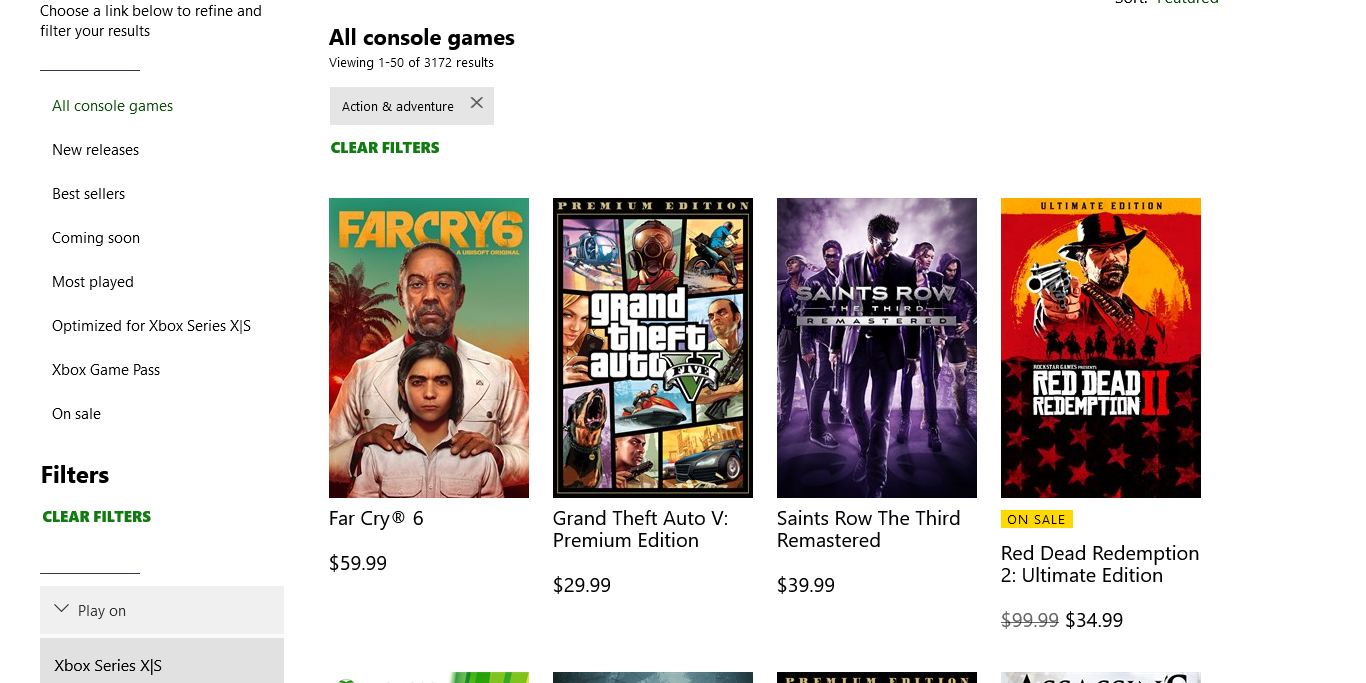 Choose a link below to refine and
filter your results
All console games
New releases
Best sellers
Coming soon
Most played
Optimized for Xbox Series X|S
Xbox Game Pass
On sale
Filters
CLEAR FILTERS
Play on
Xbox Series X|S
Sort: Featured
All console games
Viewing 1-50 of 3172 results
Action & adventure
CLEAR FILTERS
FARCRY6
A UBISOFT ORIGINAL
Far Cry® 6
$59.99
PREMIUM EDITION
grand
theft
auto V
FIVE
Grand Theft Auto V:
Premium Edition
$29.99
SAINTS ROW
THE THIRD
REMASTERED
Saints Row The Third
Remastered
$39.99
ULTIMATE EDITION
ROCKSTAR GAMES PRESENTS
RED DEAD
REDEMPTION II
ON SALE
Red Dead Redemption
2: Ultimate Edition
$99.99 $34.99
PREMIUM EDITION
ASSASSIN'S